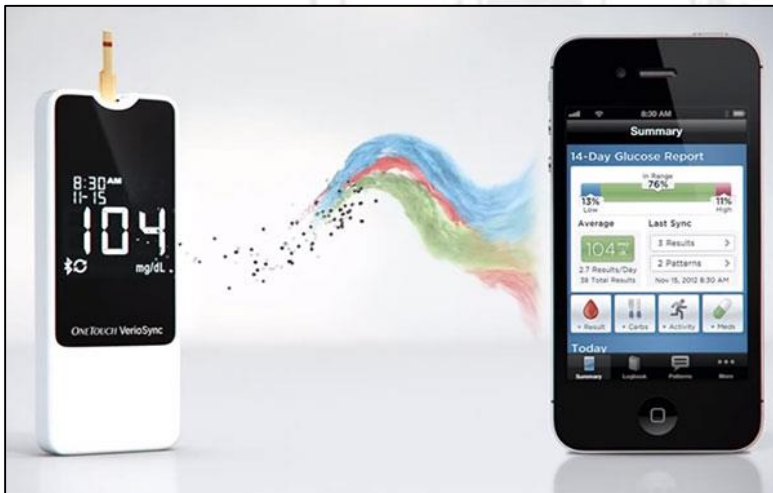 8:30 AM
11-15
104
mg/dL
ONETOUCH VerioSync
8:30 AM
Summary
14-Day Glucose Report
In Range
76%
13%
Low
11%
High
Average
Last Sync
104
3 Results
2.7 Results/Day
2 Patterns
38 Total Results
Nov 15, 2012 8:30 AM
+ Result
+ Carbs
+ Activity
+ Meds
Today
Summary
Logbook
Patterns
More